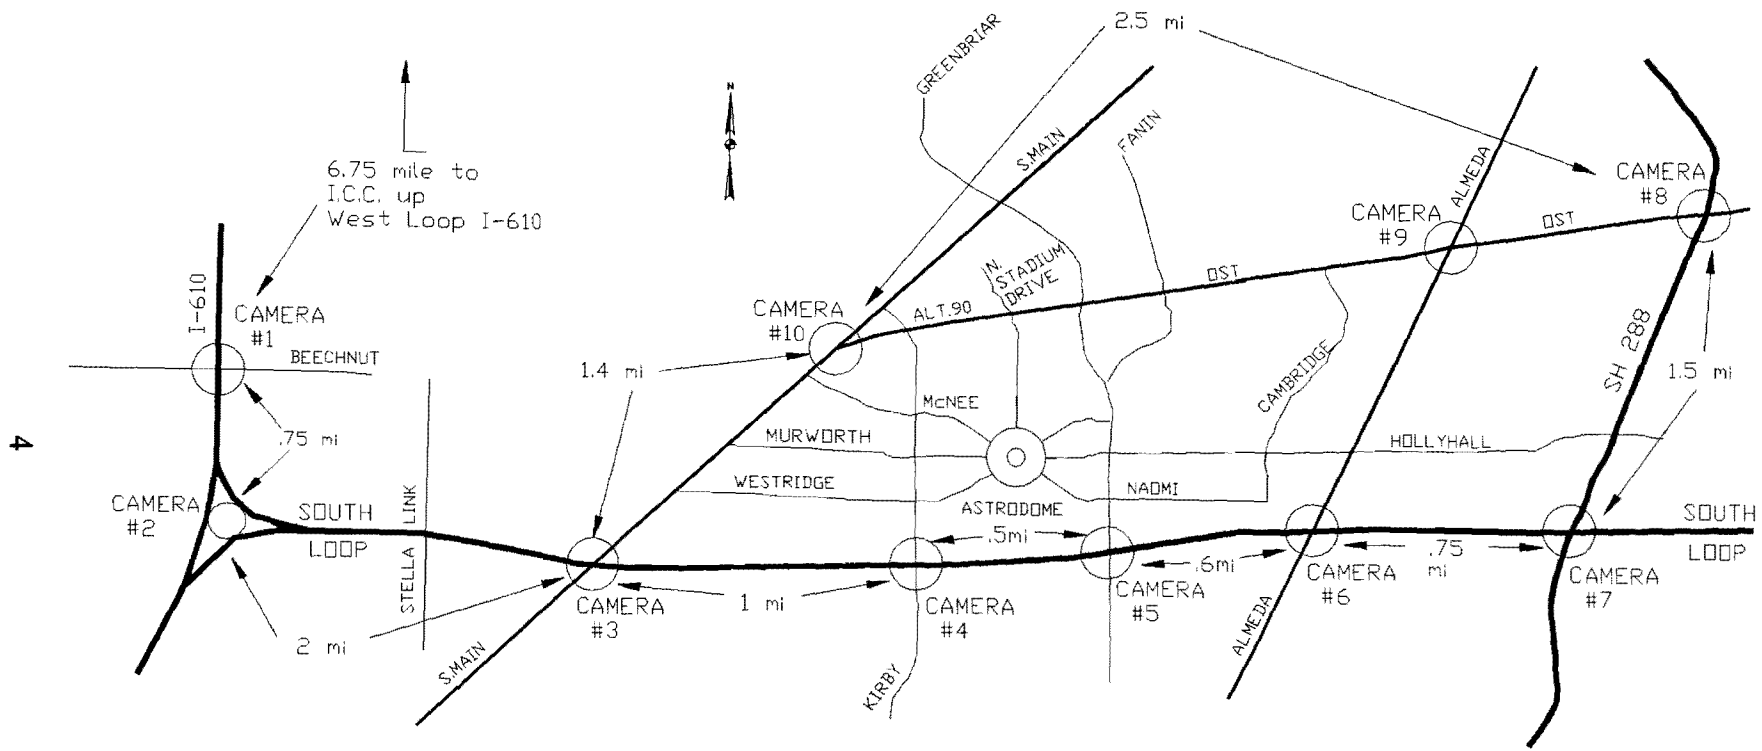 2.5 mi
GREENBRIAR
N
S.MAIN
FANIN
ALMEDA
6.75 mile to
I.C.C. up
West Loop I-610
CAMERA
#8
CAMERA
#9
OST
I-610
CAMERA
#1
N.
STADIUM
DRIVE
OST
CAMERA
#10
ALT.90
BEECHNUT
1.4 mi
SH 288
1.5 mi
McNEE
CAMBRIDGE
.75 mi
MURWORTH
HOLLYHALL
4
WESTRIDGE
NAOMI
CAMERA
#2
SOUTH
LOOP
STELLA LINK
ASTRODOME
.5mi
SOUTH
LOOP
.6mi
.75
mi
CAMERA
#3
1 mi
CAMERA
#4
CAMERA
#5
CAMERA
#6
CAMERA
#7
2 mi
S.MAIN
KIRBY
ALMEDA